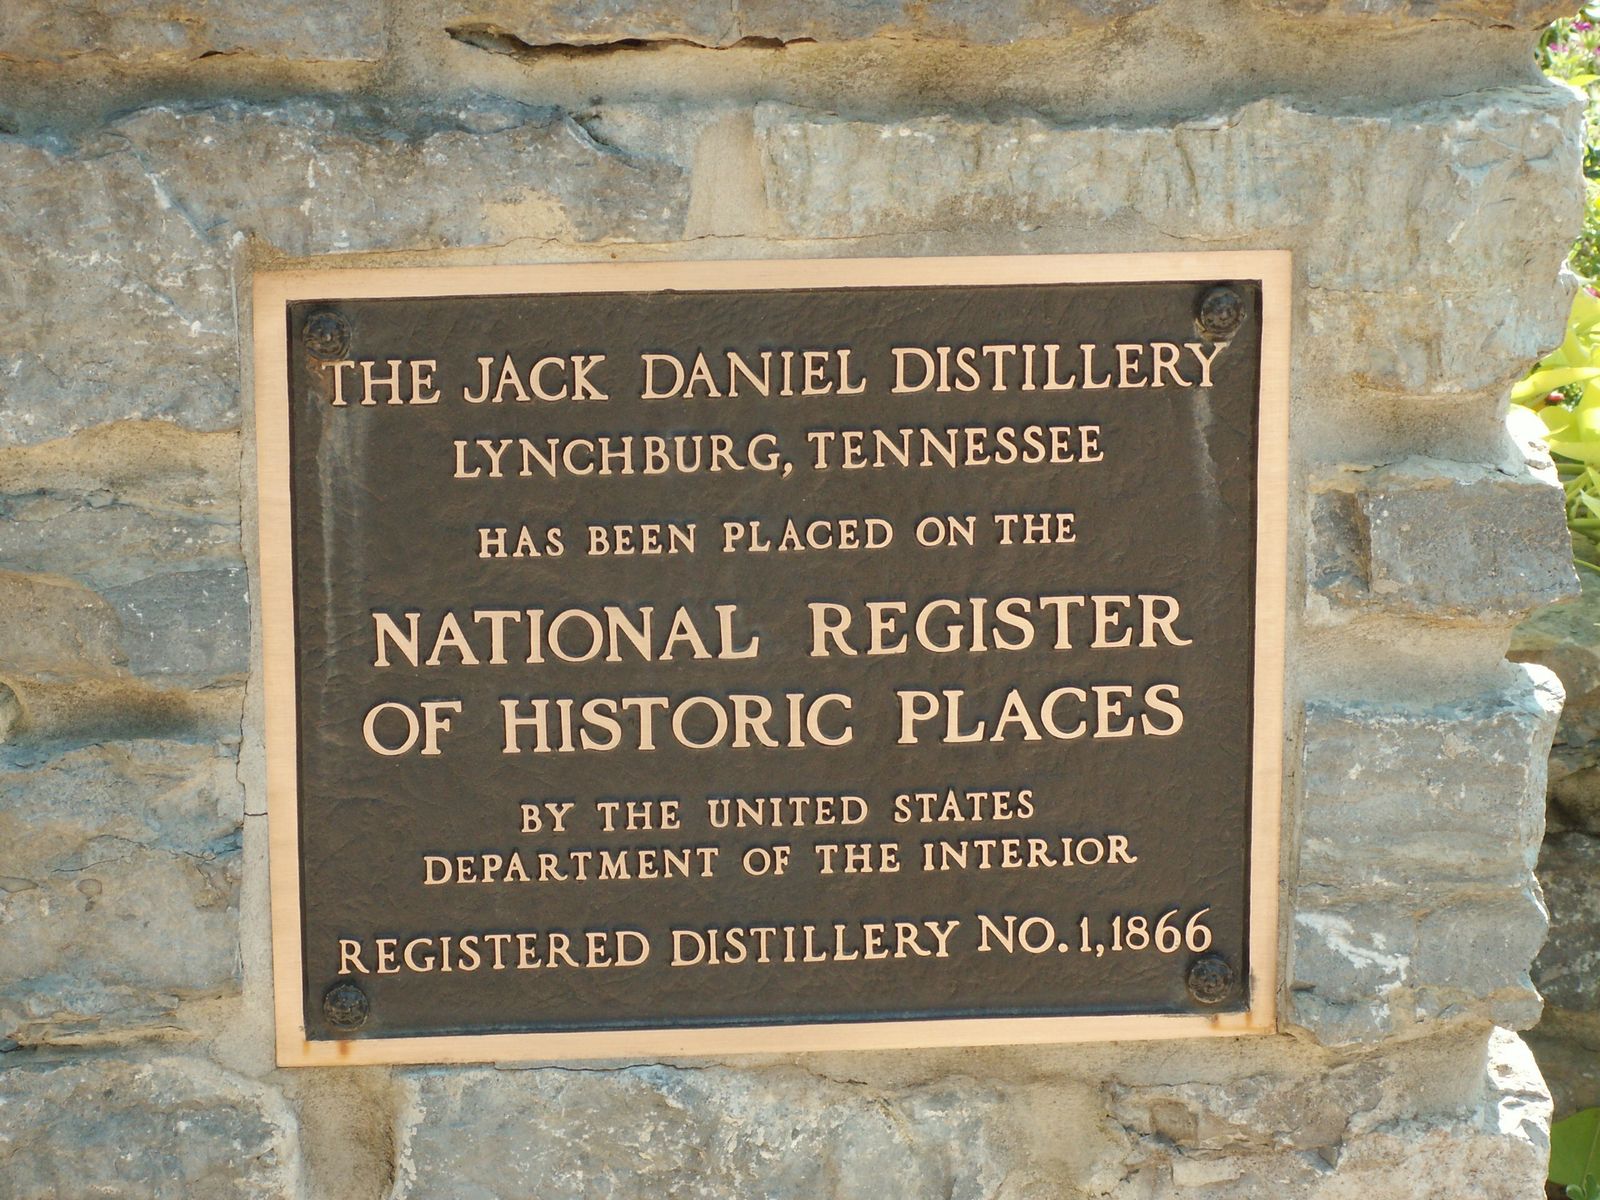 THE JACK DANIEL DISTILLERY
LYNCHBURG, TENNESSEE
HAS BEEN PLACED ON THE
NATIONAL REGISTER
OF HISTORIC PLACES
BY THE UNITED STATES
DEPARTMENT OF THE INTERIOR
REGISTERED DISTILLERY NO. 1, 1866